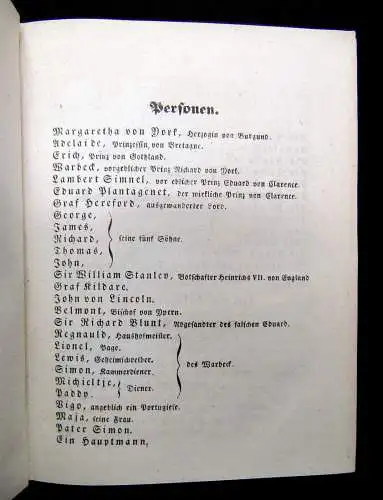 Personen.
Margaretha von York, Herzogin von Burgund.
Adelaide, Prinzessin von Bretagne.
Erich, Prinz von Gothland.
Warbeck, vorgeblicher Prinz Richard von York.
Lambert Simnel, vorgeblicher Prinz Eduard von Clarence.
Eduard Plantagenet, der wirkliche Prinz von Clarence.
Graf Hereford, ausgewanderter Lord.
George,
James,
Richard, seine fünf Söhne.
Thomas,
John,
Sir William Stanley, Botschafter Heinrichs VII. von England
Graf Kildare.
John von Lincoln.
Belmont, Bischof von Ypern.
Sir Richard Blunt, Abgesandter des falschen Eduard.
Regnauld, Haushofmeister,
Lionel, Page.
Lewis, Geheimschreiber. des Warbeck.
Simon, Kammerdiener.
Michieltje, Diener.
Paddy.
Vigo, angeblich ein Portugiese.
Maja, seine Frau.
Pater Simon.
Ein Hauptmann,